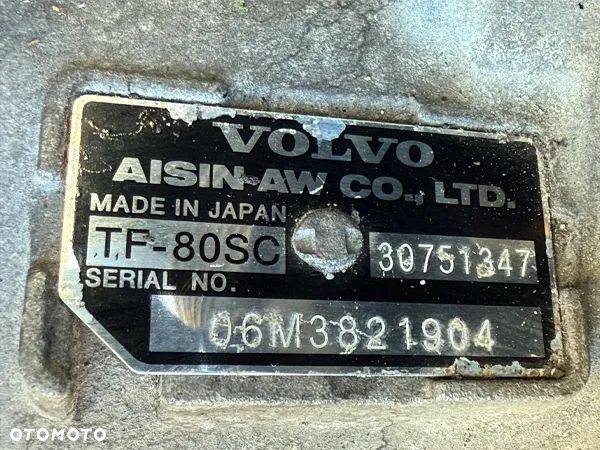 VOLVO
AISIN-AW CO., LTD.
MADE IN JAPAN
TF-80SC 30751347
SERIAL NO.
06M3821904
OTOMOTO